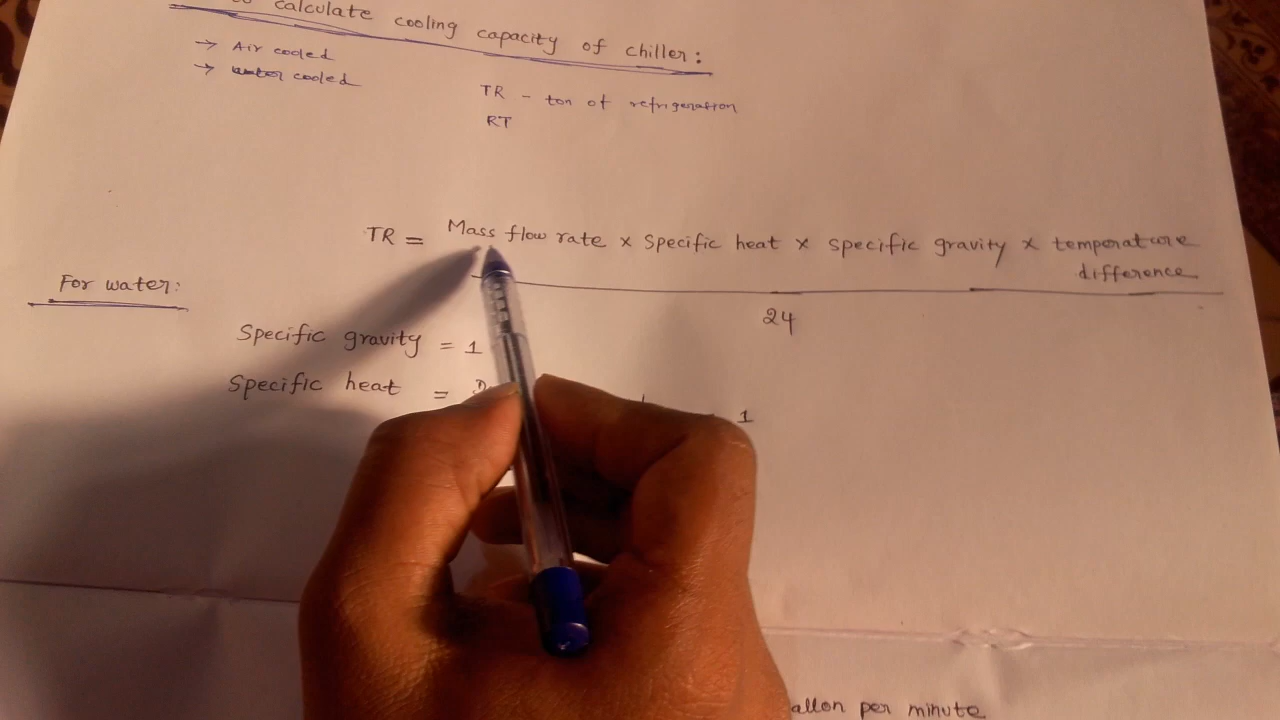 calculate cooling capacity of chiller:
→ Air cooled
→ water cooled
TR - ton of refrigeration
RT
TR = Mass flow rate x specific heat x specific gravity x temperature
difference
24
For water:
Specific gravity = 1
Specific heat = 1
allon per minute